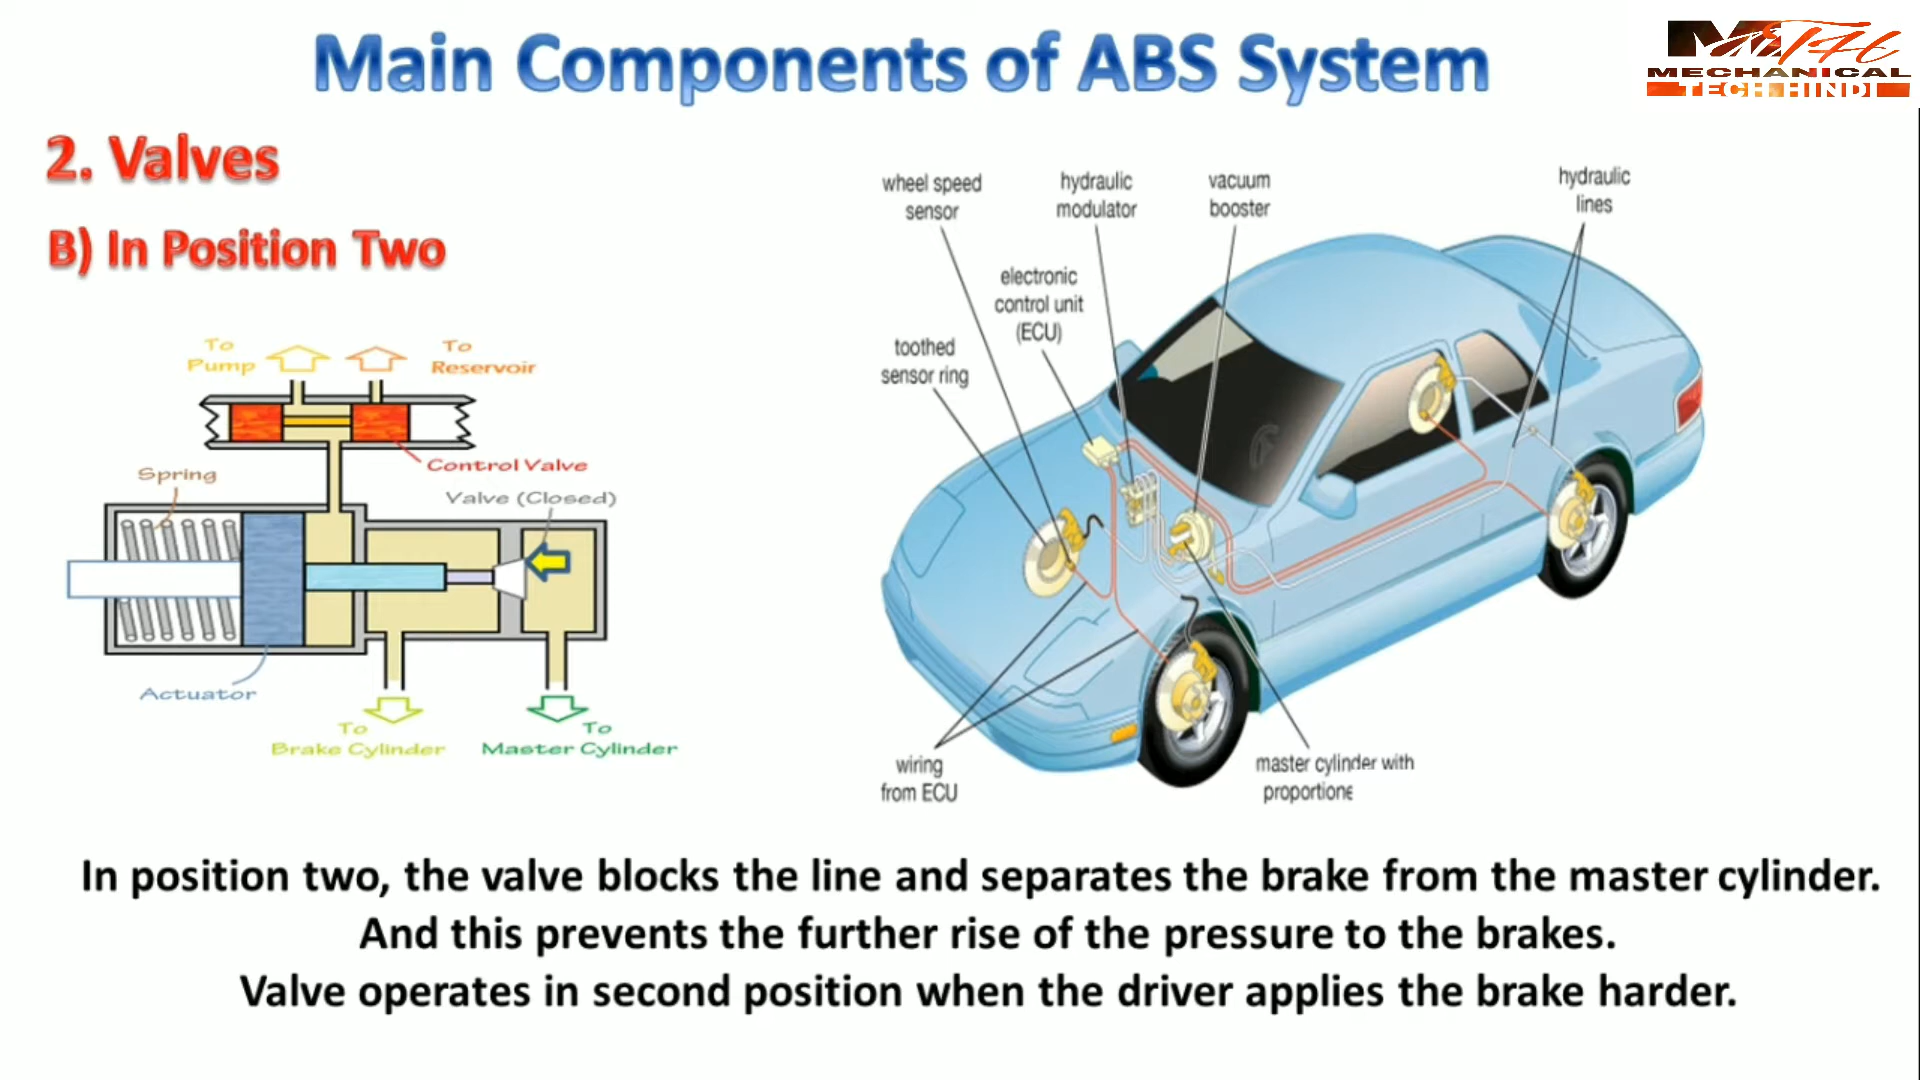 Main Components of ABS System
MTH
MECHANICAL
TECH HINDI
2. Valves
B) In Position Two
To
Pump
To
Reservoir
Control Valve
Spring
Valve (Closed)
Actuator
To
Brake Cylinder
To
Master Cylinder
wheel speed
sensor
hydraulic
modulator
vacuum
booster
hydraulic
lines
electronic
control unit
(ECU)
toothed
sensor ring
wiring
from ECU
master cylinder with
In position two, the valve blocks the line and separates the brake from the master cylinder.
And this prevents the further rise of the pressure to the brakes.
Valve operates in second position when the driver applies the brake harder.